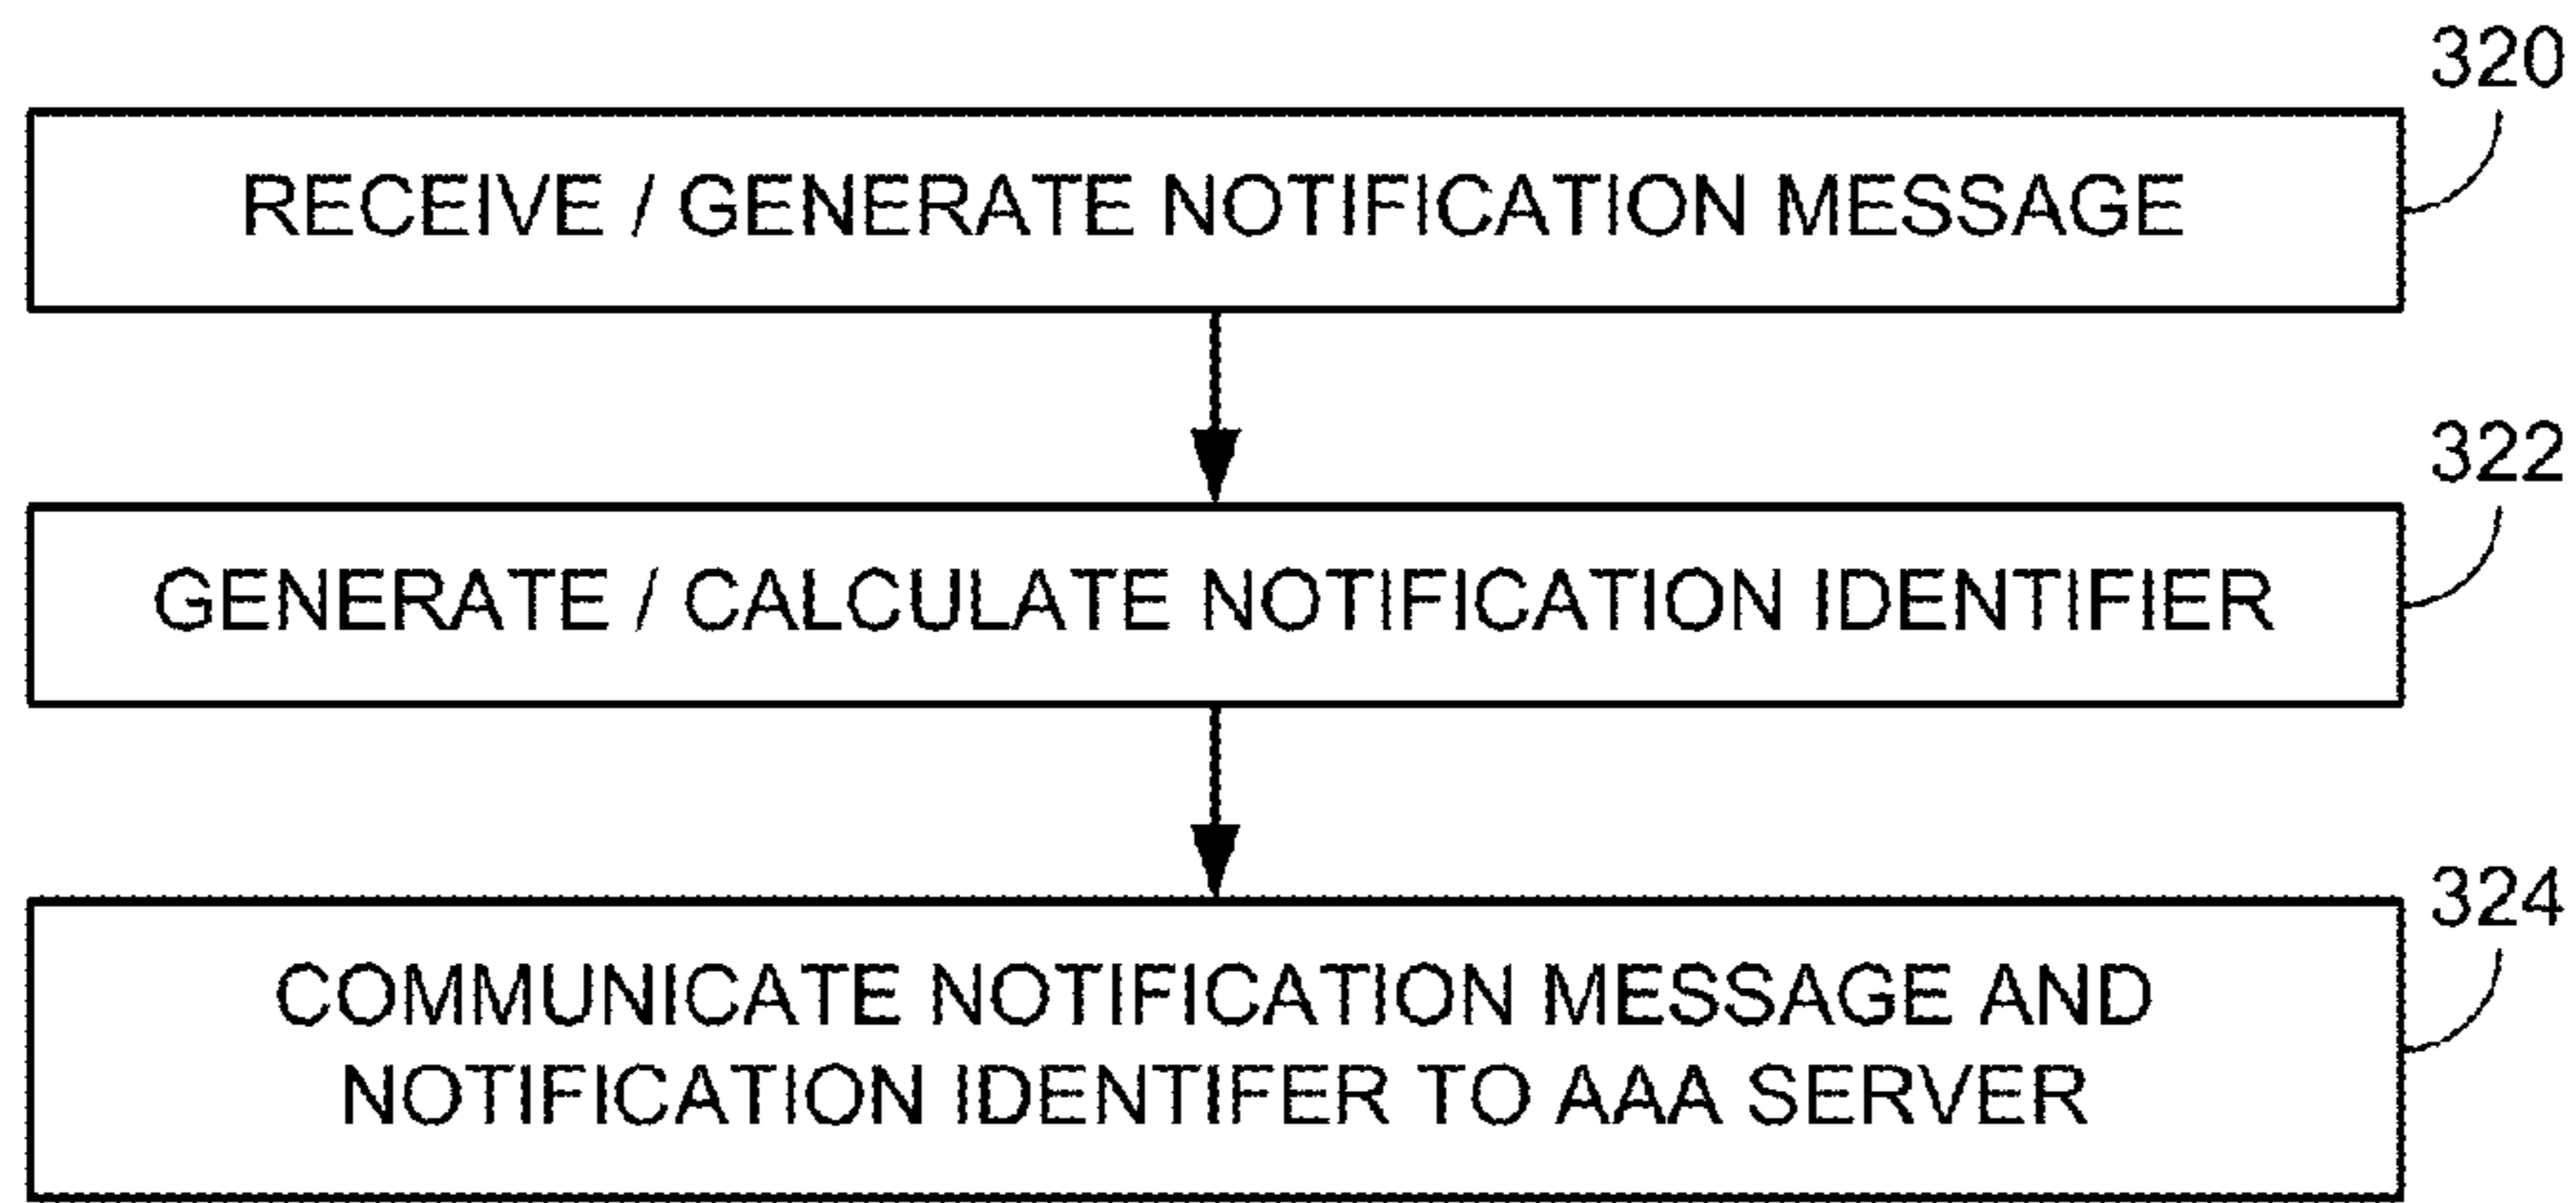 320
RECEIVE / GENERATE NOTIFICATION MESSAGE
322
GENERATE / CALCULATE NOTIFICATION IDENTIFIER
324
COMMUNICATE NOTIFICATION MESSAGE AND
NOTIFICATION IDENTIFER TO AAA SERVER